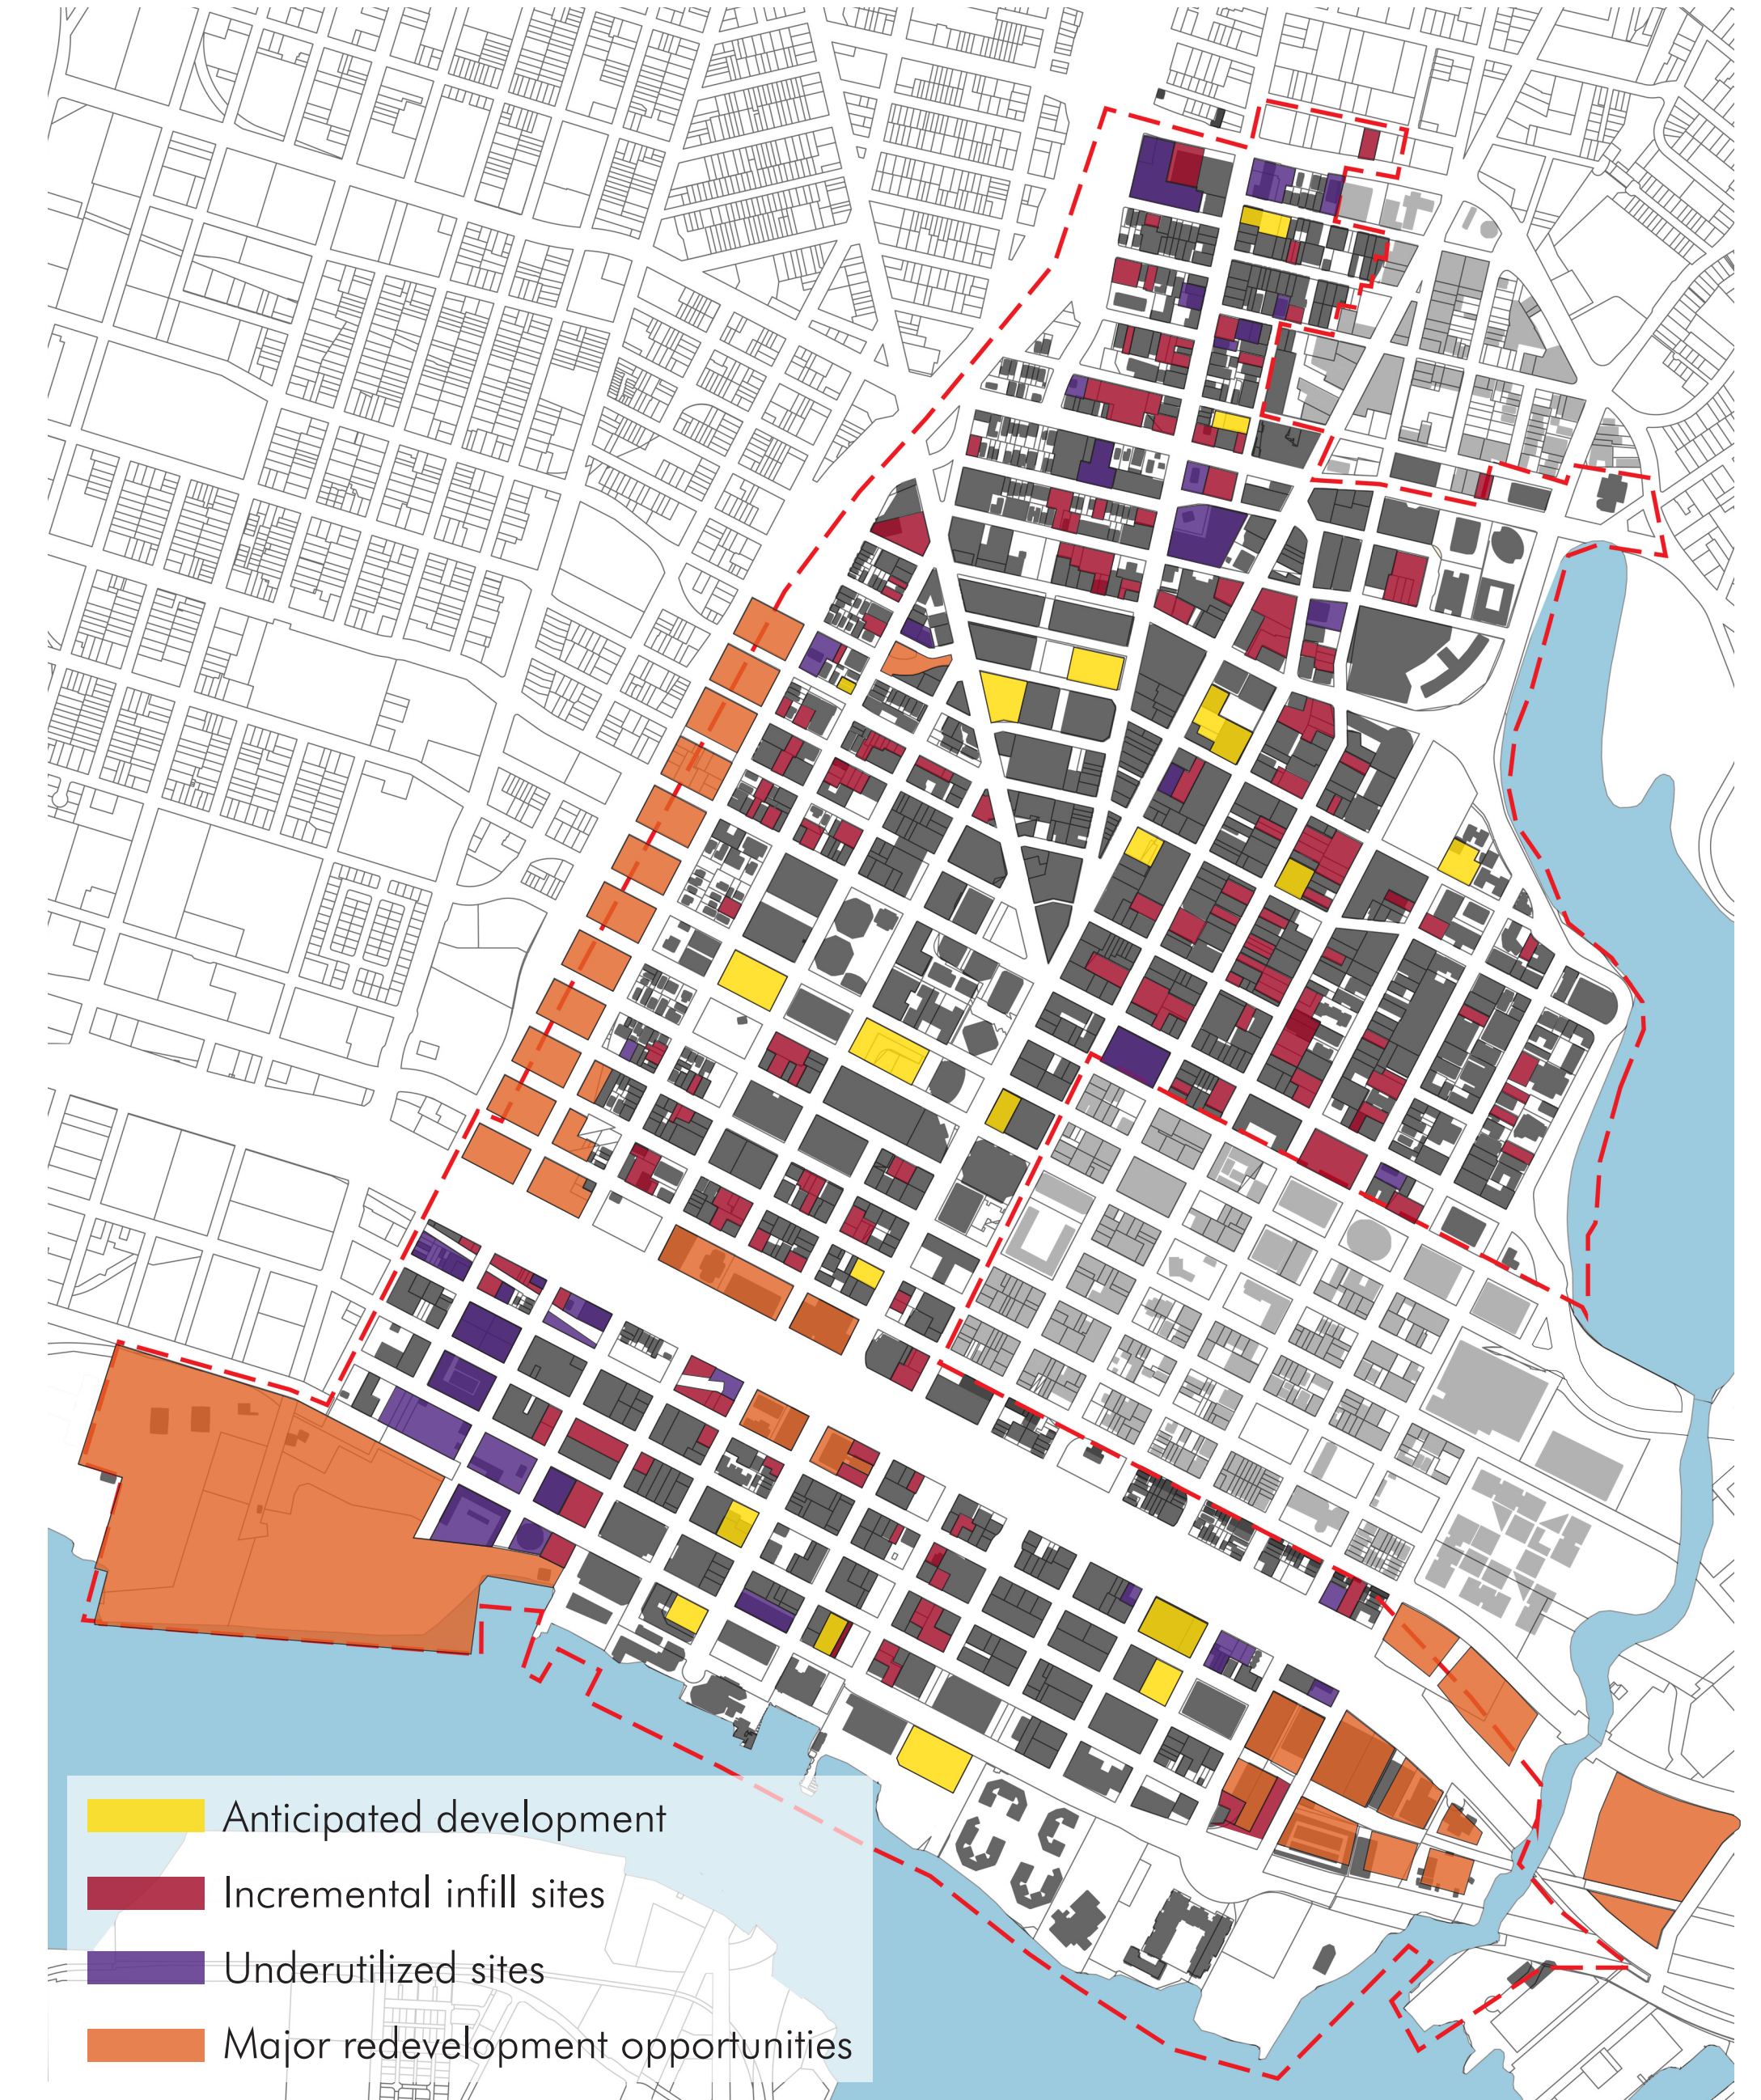 Anticipated development
Incremental infill sites
Underutilized sites
Major redevelopment opportunities